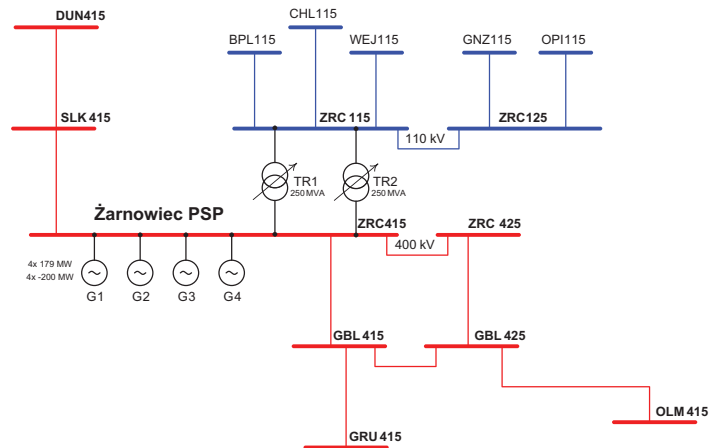 DUN415
CHL115
BPL115
WEJ115
GNZ115
OPI115
SLK 415
ZRC 115
ZRC125
110 kV
TR1
250 MVA
TR2
250 MVA
Żarnowiec PSP
ZRC415
ZRC 425
400 kV
4x 179 MW
4x -200 MW
G1
G2
G3
G4
GBL 415
GBL 425
OLM 415
GRU 415